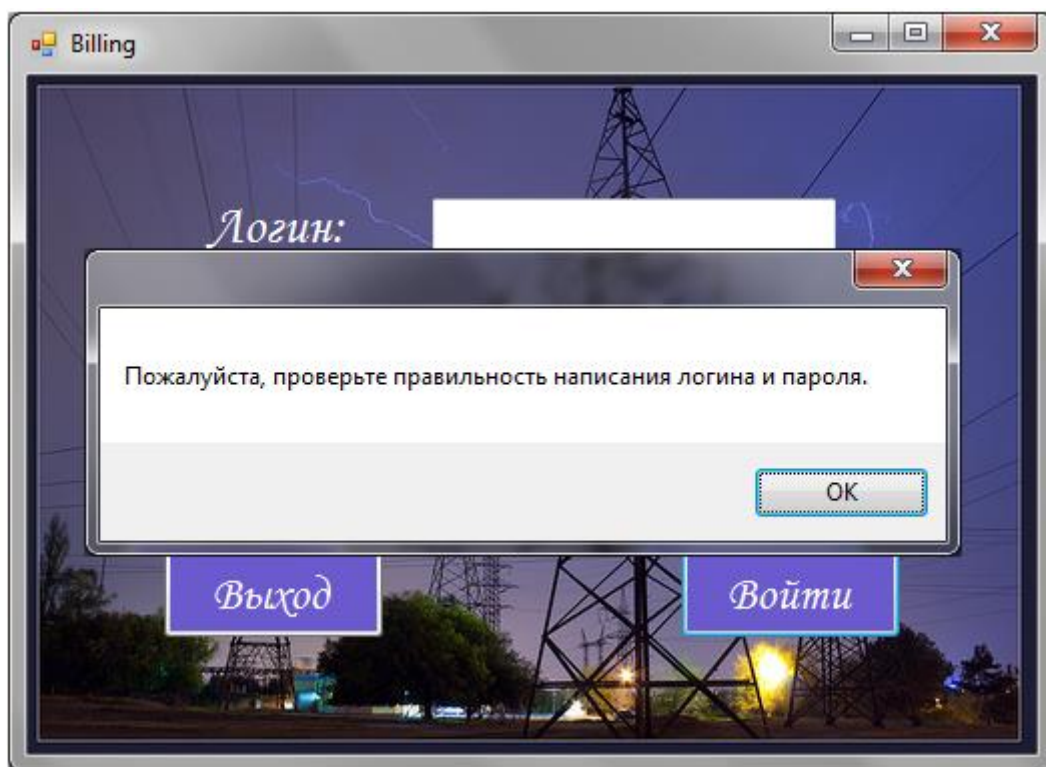 Billing
Логин:
Пожалуйста, проверьте правильность написания логина и пароля.
OK
Выход
Войти